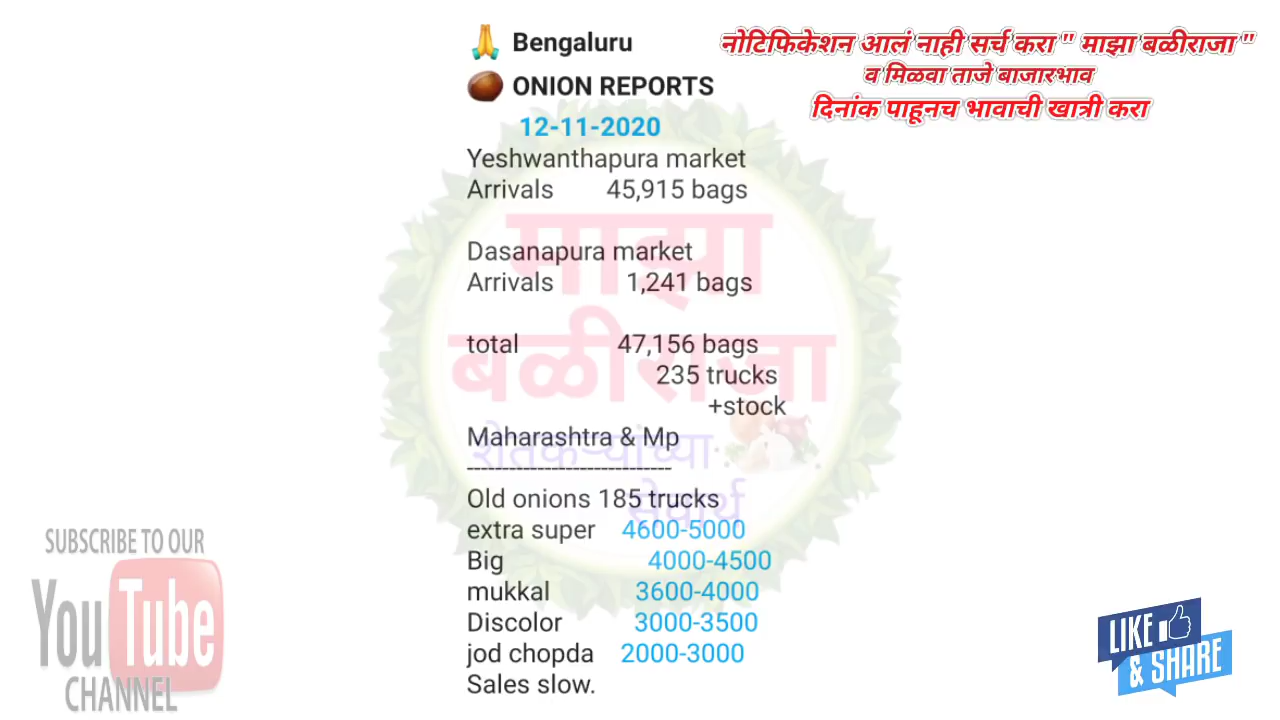 🙏 Bengaluru
🌰 ONION REPORTS
12-11-2020
Yeshwanthapura market
Arrivals 45,915 bags
Dasanapura market
Arrivals 1,241 bags
total 47,156 bags
235 trucks
+stock
Maharashtra & Mp
-----------------------------
Old onions 185 trucks
extra super 4600-5000
Big 4000-4500
mukkal 3600-4000
Discolor 3000-3500
jod chopda 2000-3000
Sales slow.
नोटिफिकेशन आलं नाही सर्च करा " माझा बळीराजा "
व मिळवा ताजे बाजारभाव
दिनांक पाहूनच भावाची खात्री करा
माझा
बळीराजा
शेतकऱ्यांच्या
सेवार्थ
SUBSCRIBE TO OUR
YouTube
CHANNEL
LIKE
& SHARE